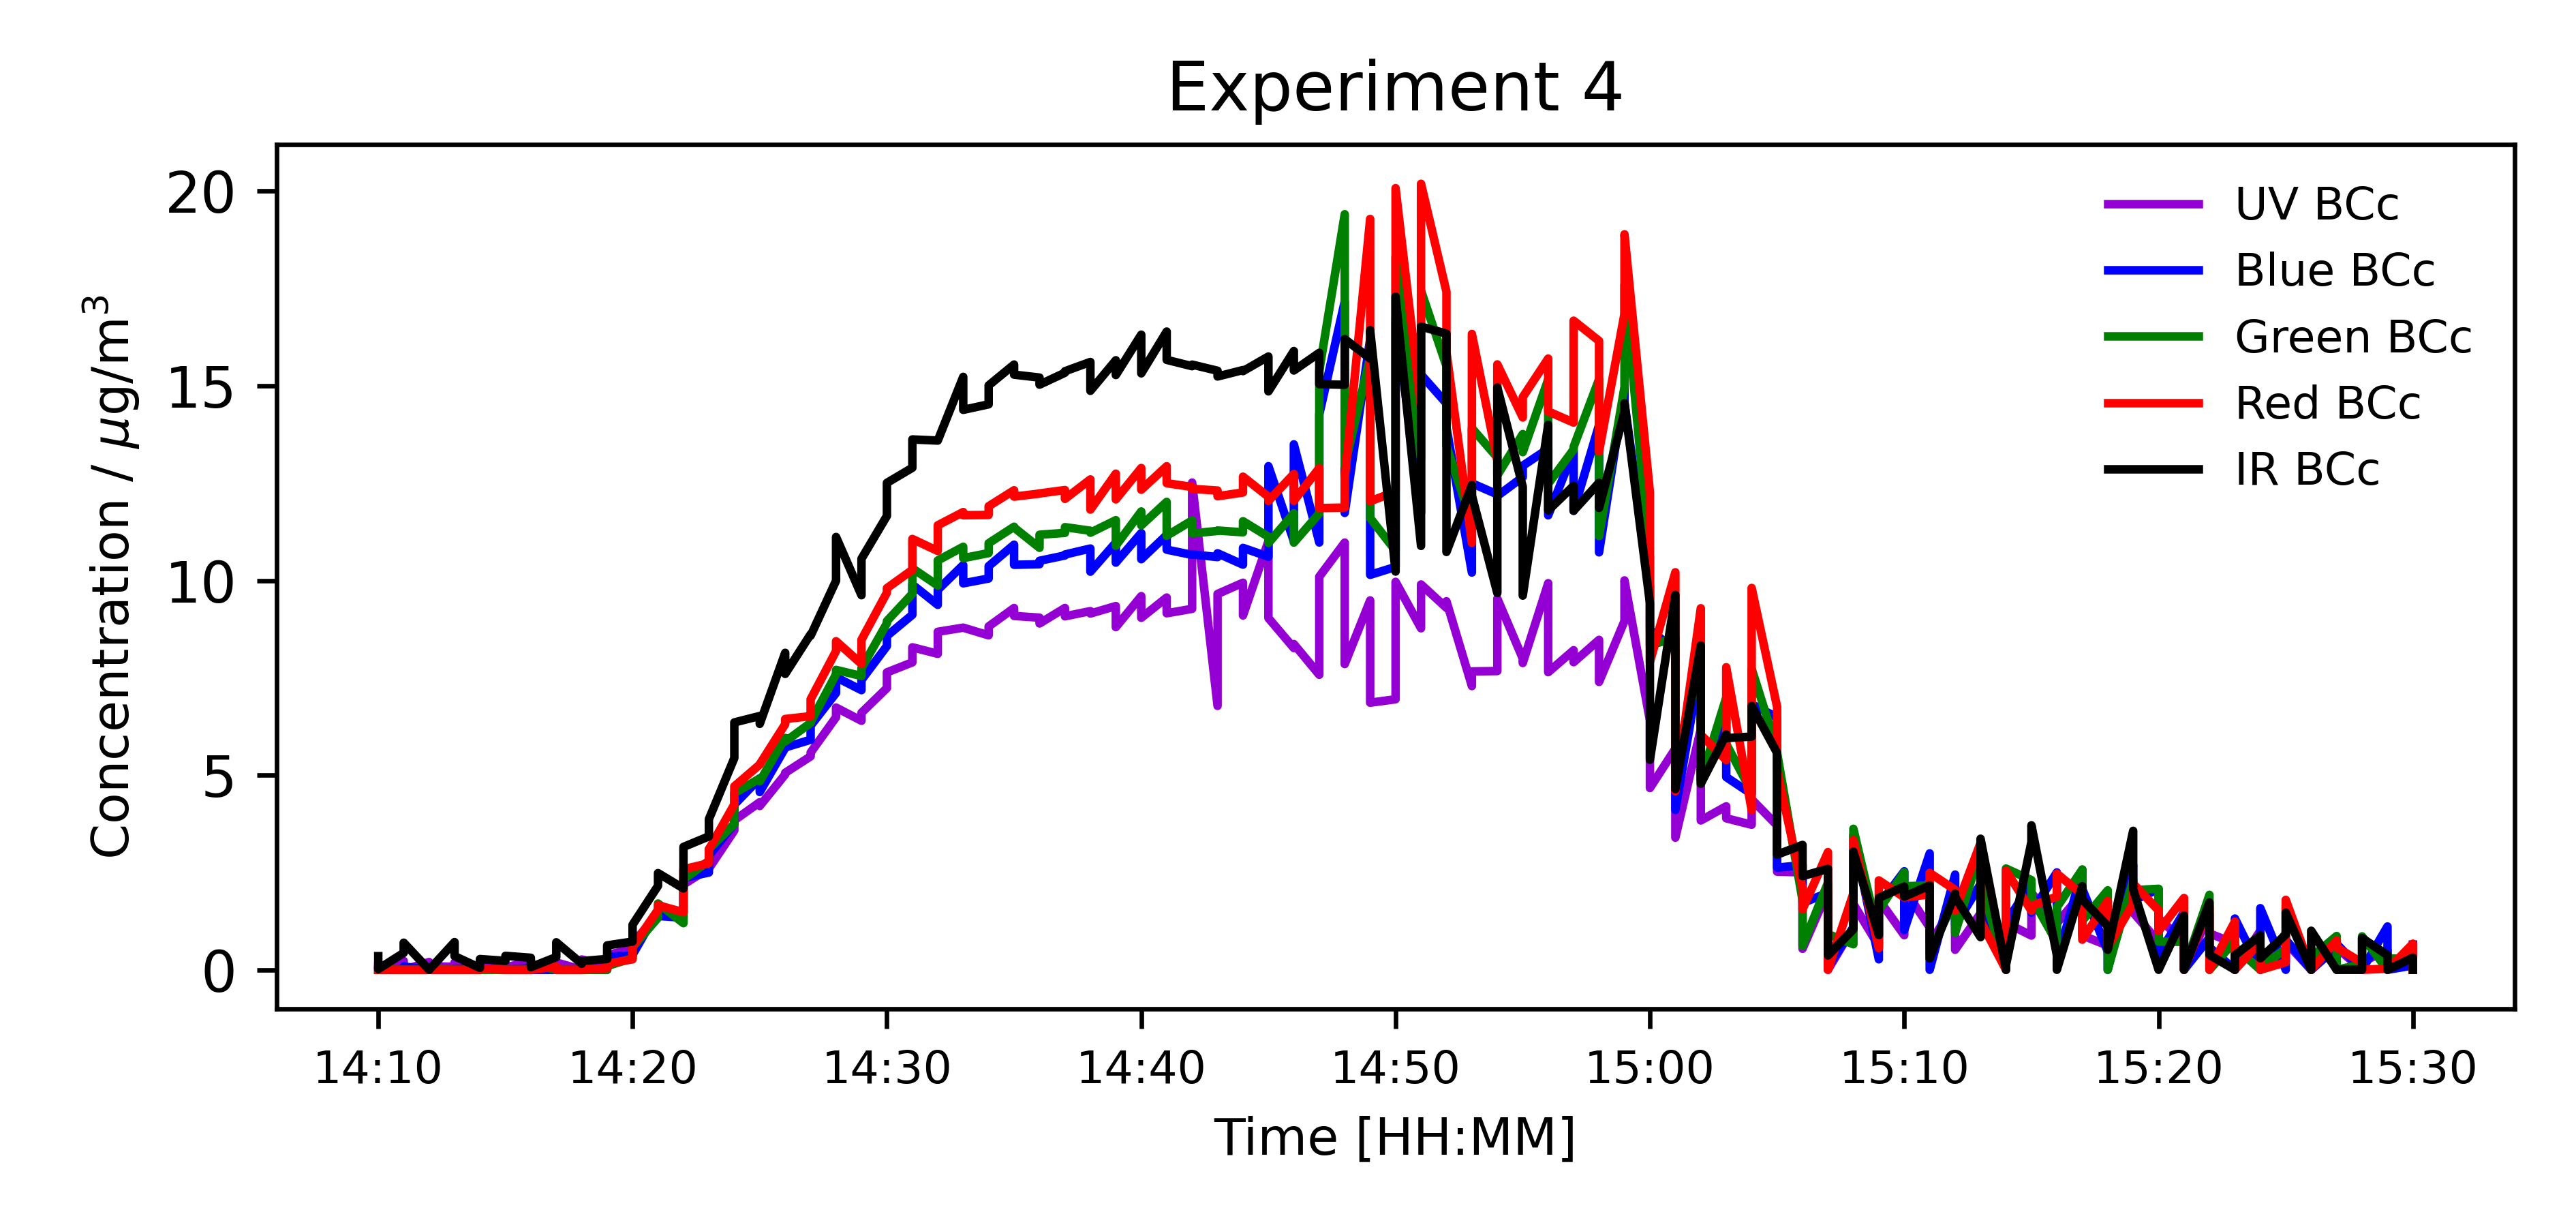 Experiment 4
Concentration / μg/m³
20
15
10
5
0
UV BCc
Blue BCc
Green BCc
Red BCc
IR BCc
14:10 14:20 14:30 14:40 14:50 15:00 15:10 15:20 15:30
Time [HH:MM]